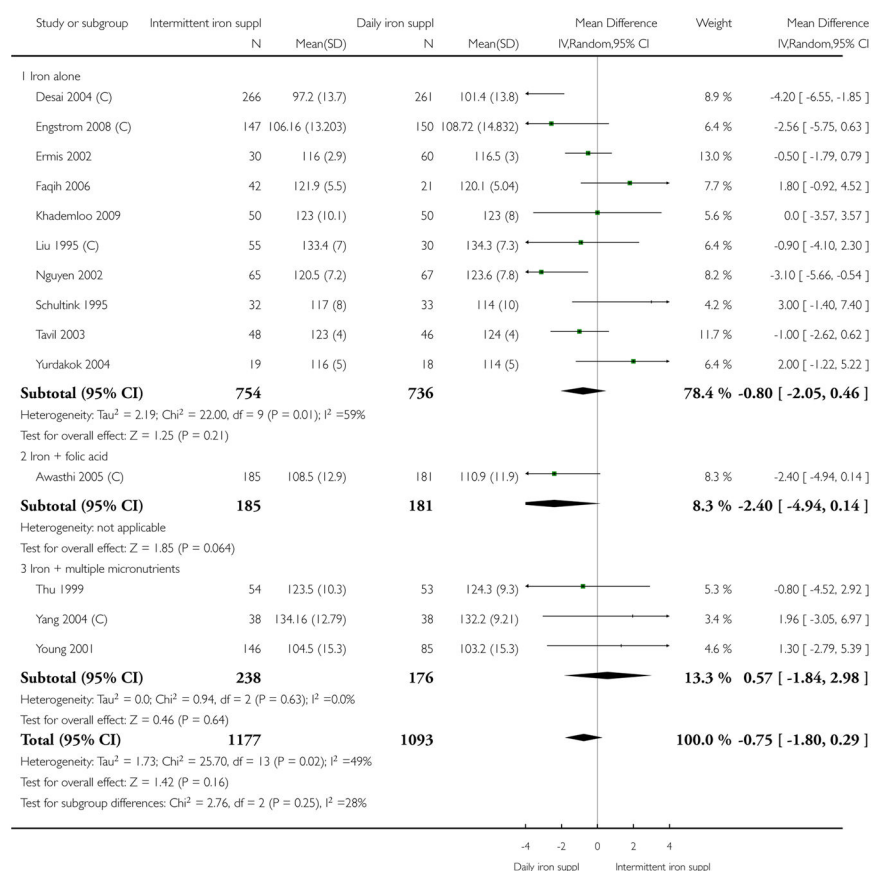 Study or subgroup Intermittent iron suppl Daily iron suppl Mean Difference Weight Mean Difference
N Mean(SD) N Mean(SD) IV,Random,95% CI IV,Random,95% CI
1 Iron alone
Desai 2004 (C) 266 97.2 (13.7) 261 101.4 (13.8) 8.9 % -4.20 [ -6.55, -1.85 ]
Engstrom 2008 (C) 147 106.16 (13.203) 150 108.72 (14.832) 6.4 % -2.56 [ -5.75, 0.63 ]
Ermis 2002 30 116 (2.9) 60 116.5 (3) 13.0 % -0.50 [ -1.79, 0.79 ]
Faqih 2006 42 121.9 (5.5) 21 120.1 (5.04) 7.7 % 1.80 [ -0.92, 4.52 ]
Khademloo 2009 50 123 (10.1) 50 123 (8) 5.6 % 0.0 [ -3.57, 3.57 ]
Liu 1995 (C) 55 133.4 (7) 30 134.3 (7.3) 6.4 % -0.90 [ -4.10, 2.30 ]
Nguyen 2002 65 120.5 (7.2) 67 123.6 (7.8) 8.2 % -3.10 [ -5.66, -0.54 ]
Schultink 1995 32 117 (8) 33 114 (10) 4.2 % 3.00 [ -1.40, 7.40 ]
Tavil 2003 48 123 (4) 46 124 (4) 11.7 % -1.00 [ -2.62, 0.62 ]
Yurdakok 2004 19 116 (5) 18 114 (5) 6.4 % 2.00 [ -1.22, 5.22 ]
Subtotal (95% CI) 754 736 78.4 % -0.80 [ -2.05, 0.46 ]
Heterogeneity: Tau² = 2.19; Chi² = 22.00, df = 9 (P = 0.01); I² =59%
Test for overall effect: Z = 1.25 (P = 0.21)
2 Iron + folic acid
Awasthi 2005 (C) 185 108.5 (12.9) 181 110.9 (11.9) 8.3 % -2.40 [ -4.94, 0.14 ]
Subtotal (95% CI) 185 181 8.3 % -2.40 [ -4.94, 0.14 ]
Heterogeneity: not applicable
Test for overall effect: Z = 1.85 (P = 0.064)
3 Iron + multiple micronutrients
Thu 1999 54 123.5 (10.3) 53 124.3 (9.3) 5.3 % -0.80 [ -4.52, 2.92 ]
Yang 2004 (C) 38 134.16 (12.79) 38 132.2 (9.21) 3.4 % 1.96 [ -3.05, 6.97 ]
Young 2001 146 104.5 (15.3) 85 103.2 (15.3) 4.6 % 1.30 [ -2.79, 5.39 ]
Subtotal (95% CI) 238 176 13.3 % 0.57 [ -1.84, 2.98 ]
Heterogeneity: Tau² = 0.0; Chi² = 0.94, df = 2 (P = 0.63); I² =0.0%
Test for overall effect: Z = 0.46 (P = 0.64)
Total (95% CI) 1177 1093 100.0 % -0.75 [ -1.80, 0.29 ]
Heterogeneity: Tau² = 1.73; Chi² = 25.70, df = 13 (P = 0.02); I² =49%
Test for overall effect: Z = 1.42 (P = 0.16)
Test for subgroup differences: Chi² = 2.76, df = 2 (P = 0.25), I² =28%
-4 -2 0 2 4
Daily iron suppl Intermittent iron suppl